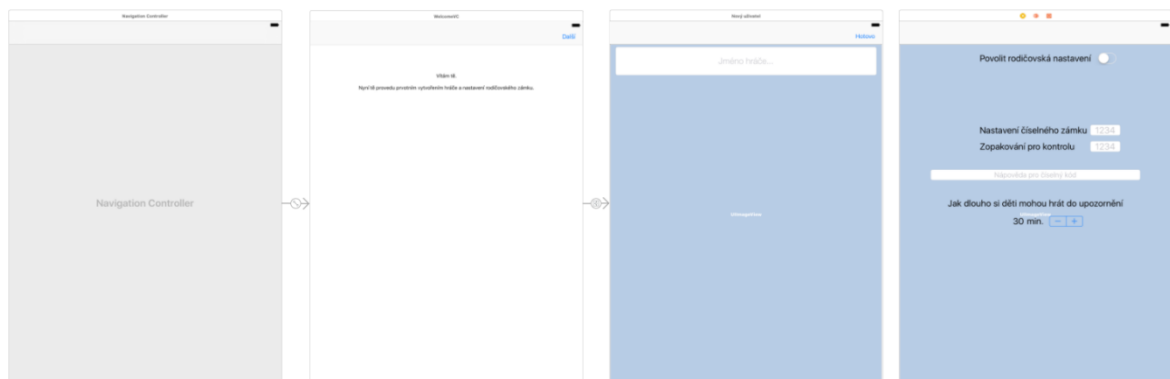 Navigation Controller
Navigation Controller
WelcomeVC
Další
Vítám tě.
Nyní tě provedu prvotním vytvořením hráče a nastavení rodičovského zámku.
Nový uživatel
Hotovo
Jméno hráče...
UIImageView
Povolit rodičovská nastavení
Nastavení číselného zámku 1234
Zopakování pro kontrolu 1234
Nápověda pro číselný kód
Jak dlouho si děti mohou hrát do upozornění
UIImageView
30 min. − +